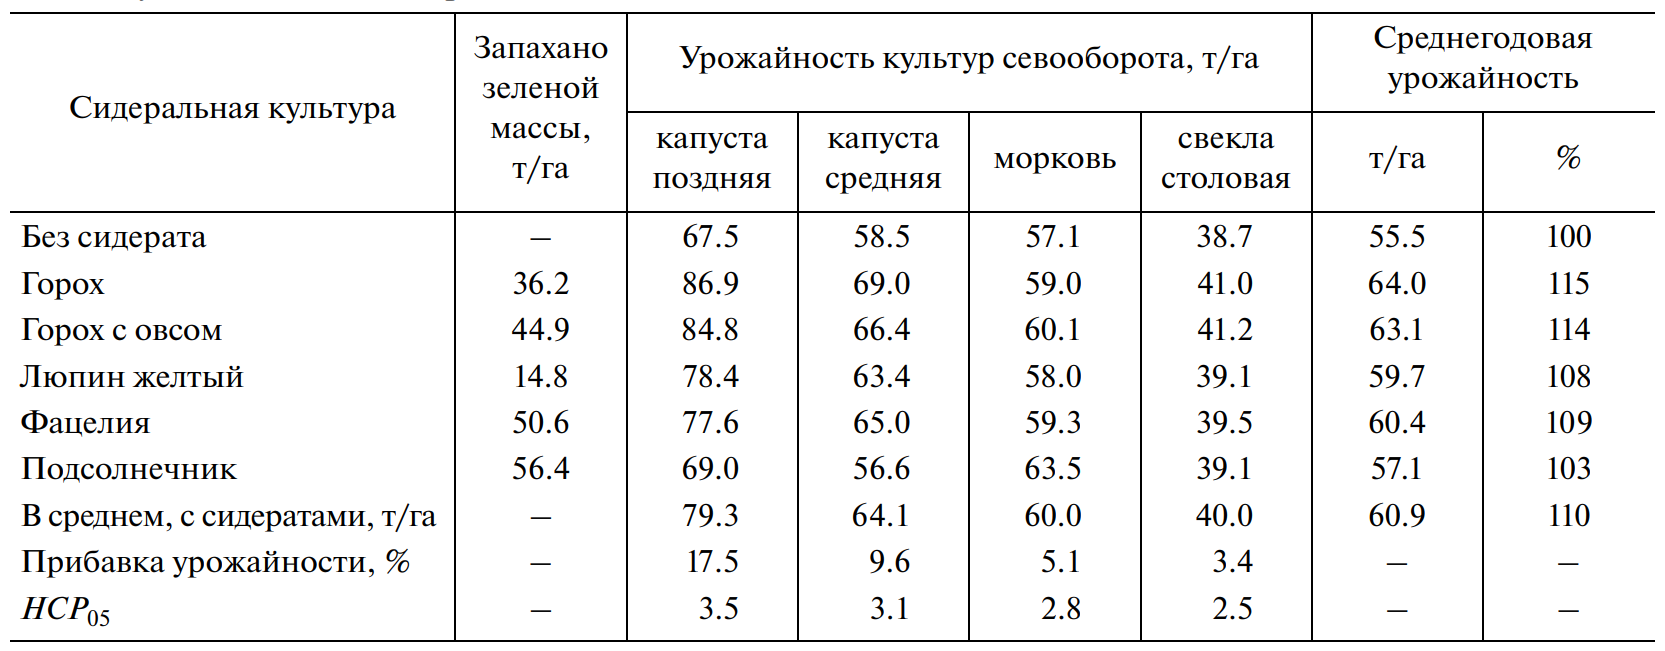 Сидеральная культура
Запахано
зеленой
массы,
т/га
Урожайность культур севооборота, т/га
Среднегодовая
урожайность
капуста
поздняя
капуста
средняя
морковь
свекла
столовая
т/га
%
Без сидерата – 67.5 58.5 57.1 38.7 55.5 100
Горох 36.2 86.9 69.0 59.0 41.0 64.0 115
Горох с овсом 44.9 84.8 66.4 60.1 41.2 63.1 114
Люпин желтый 14.8 78.4 63.4 58.0 39.1 59.7 108
Фацелия 50.6 77.6 65.0 59.3 39.5 60.4 109
Подсолнечник 56.4 69.0 56.6 63.5 39.1 57.1 103
В среднем, с сидератами, т/га – 79.3 64.1 60.0 40.0 60.9 110
Прибавка урожайности, % – 17.5 9.6 5.1 3.4 – –
НСР05 – 3.5 3.1 2.8 2.5 – –